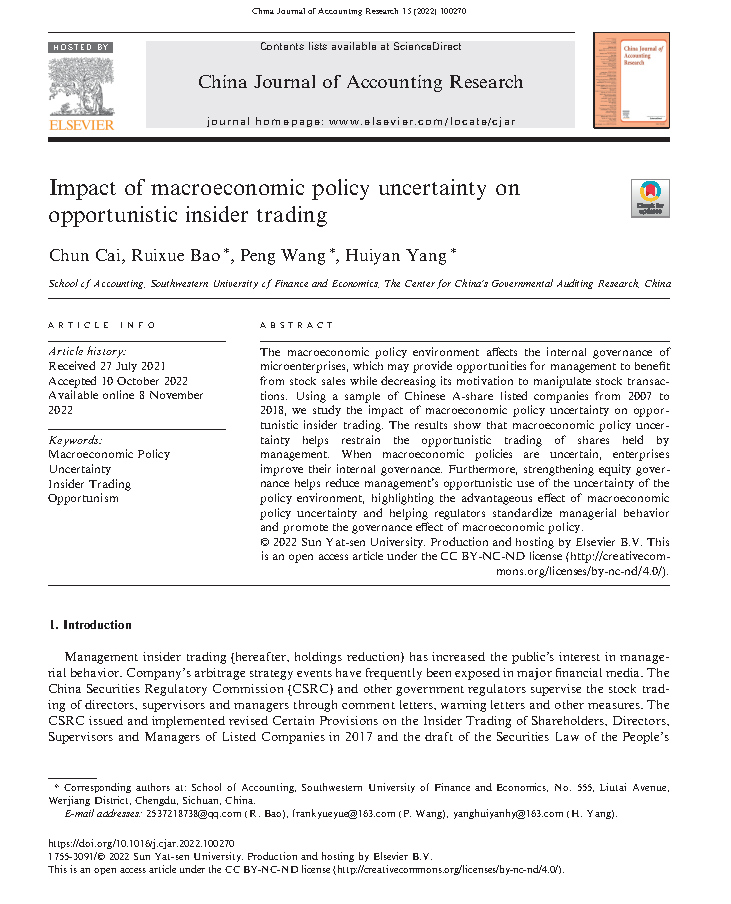 China Journal of Accounting Research 15 (2022) 100270
HOSTED BY
ELSEVIER
Contents lists available at ScienceDirect
China Journal of Accounting Research
journal homepage: www.elsevier.com/locate/cjar
China Journal of
Accounting
Research
Impact of macroeconomic policy uncertainty on
opportunistic insider trading
Check for
updates
Chun Cai, Ruixue Bao *, Peng Wang *, Huiyan Yang *
School of Accounting, Southwestern University of Finance and Economics, The Center for China's Governmental Auditing Research, China
ARTICLE INFO
Article history:
Received 27 July 2021
Accepted 10 October 2022
Available online 8 November
2022
Keywords:
Macroeconomic Policy
Uncertainty
Insider Trading
Opportunism
ABSTRACT
The macroeconomic policy environment affects the internal governance of
microenterprises, which may provide opportunities for management to benefit
from stock sales while decreasing its motivation to manipulate stock transac-
tions. Using a sample of Chinese A-share listed companies from 2007 to
2018, we study the impact of macroeconomic policy uncertainty on oppor-
tunistic insider trading. The results show that macroeconomic policy uncer-
tainty helps restrain the opportunistic trading of shares held by
management. When macroeconomic policies are uncertain, enterprises
improve their internal governance. Furthermore, strengthening equity gover-
nance helps reduce management's opportunistic use of the uncertainty of the
policy environment, highlighting the advantageous effect of macroeconomic
policy uncertainty and helping regulators standardize managerial behavior
and promote the governance effect of macroeconomic policy.
© 2022 Sun Yat-sen University. Production and hosting by Elsevier B.V. This
is an open access article under the CC BY-NC-ND license (http://creativecom-
mons.org/licenses/by-nc-nd/4.0/).
1. Introduction
Management insider trading (hereafter, holdings reduction) has increased the public's interest in manage-
rial behavior. Company's arbitrage strategy events have frequently been exposed in major financial media. The
China Securities Regulatory Commission (CSRC) and other government regulators supervise the stock trad-
ing of directors, supervisors and managers through comment letters, warning letters and other measures. The
CSRC issued and implemented revised Certain Provisions on the Insider Trading of Shareholders, Directors,
Supervisors and Managers of Listed Companies in 2017 and the draft of the Securities Law of the People's
* Corresponding authors at: School of Accounting, Southwestern University of Finance and Economics, No. 555, Liutai Avenue,
Wenjiang District, Chengdu, Sichuan, China.
E-mail addresses: 2537218738@qq.com (R. Bao), frankyueyue@163.com (P. Wang), yanghuiyanhy@163.com (H. Yang).
https://doi.org/10.1016/j.cjar.2022.100270
1755-3091/© 2022 Sun Yat-sen University. Production and hosting by Elsevier B.V.
This is an open access article under the CC BY-NC-ND license (http://creativecommons.org/licenses/by-nc-nd/4.0/).